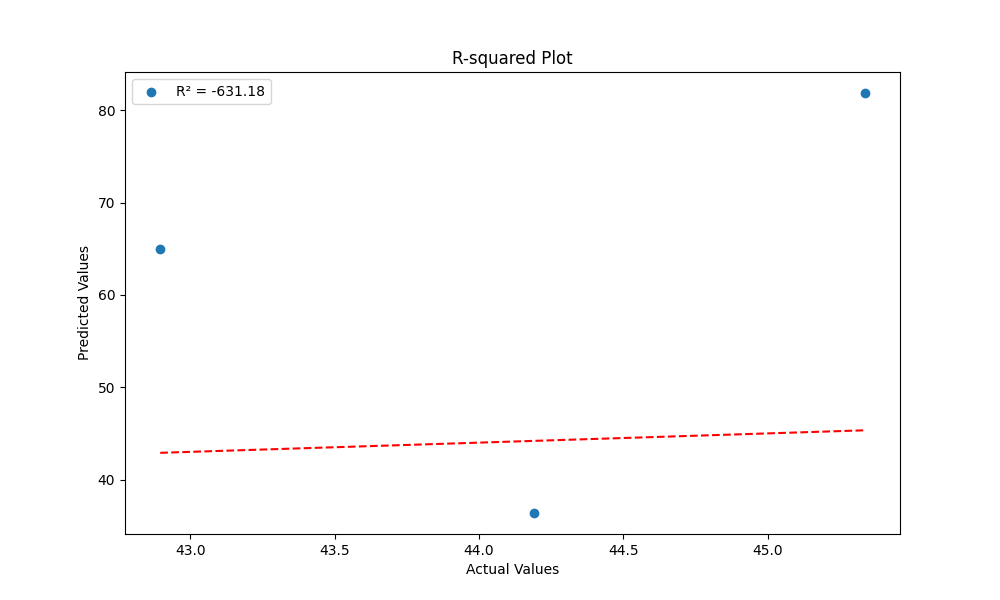 R-squared Plot
R² = -631.18
80
70
60
50
40
Predicted Values
43.0 43.5 44.0 44.5 45.0
Actual Values